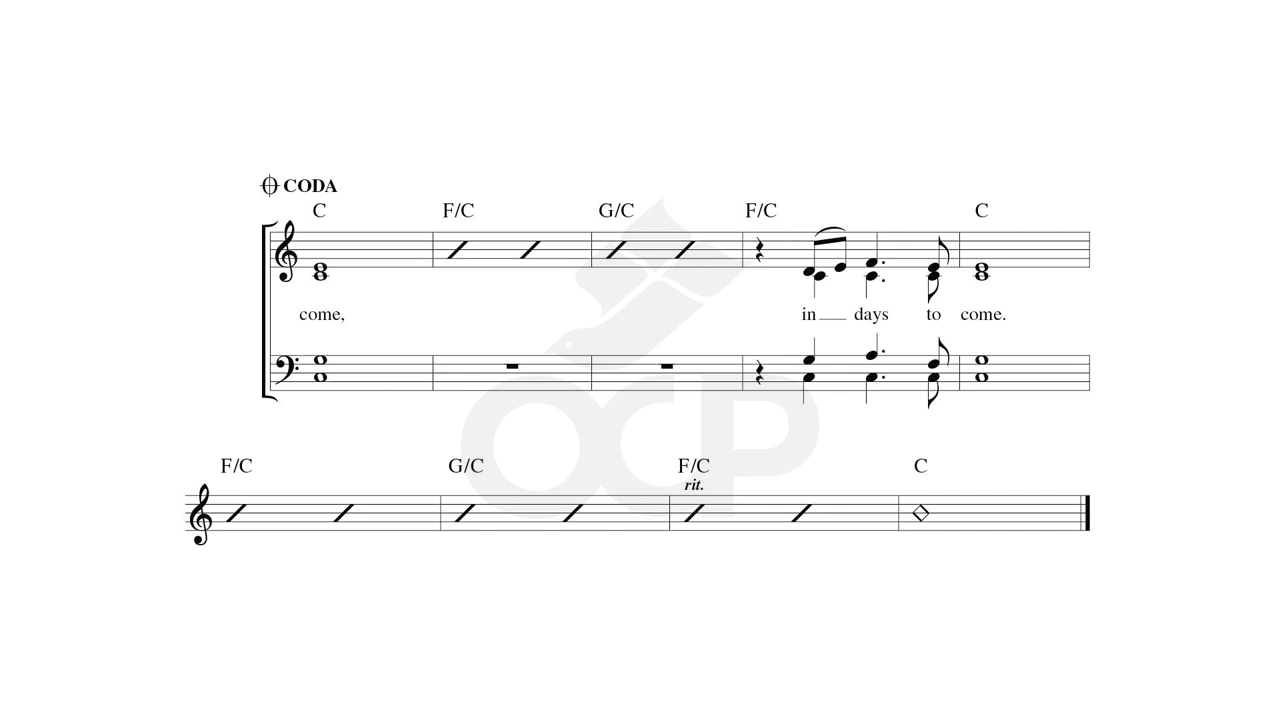 CODA
C F/C G/C F/C C
come, in days to come.
F/C G/C F/C C
rit.
OCP